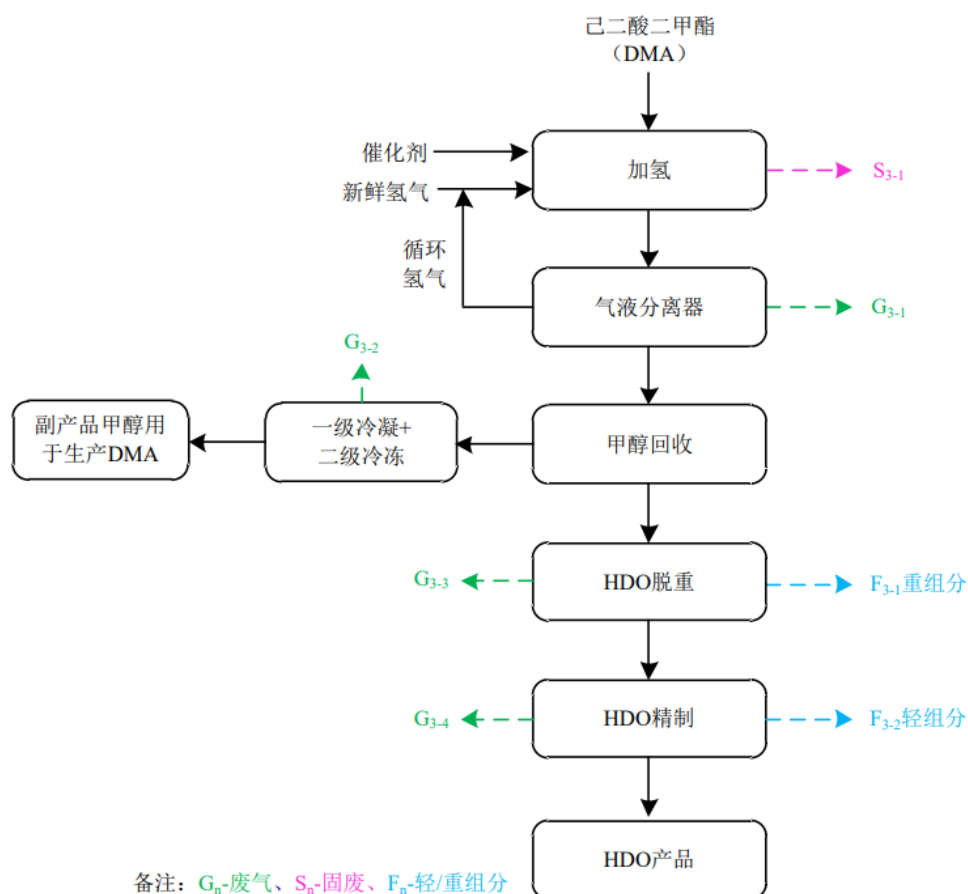 己二酸二甲酯
（DMA）
催化剂
加氢
S3-1
新鲜氢气
循环
氢气
气液分离器
G3-1
G3-2
副产品甲醇用
于生产DMA
一级冷凝+
二级冷冻
甲醇回收
G3-3
HDO脱重
F3-1重组分
G3-4
HDO精制
F3-2轻组分
HDO产品
备注：Gn-废气、Sn-固废、Fn-轻/重组分